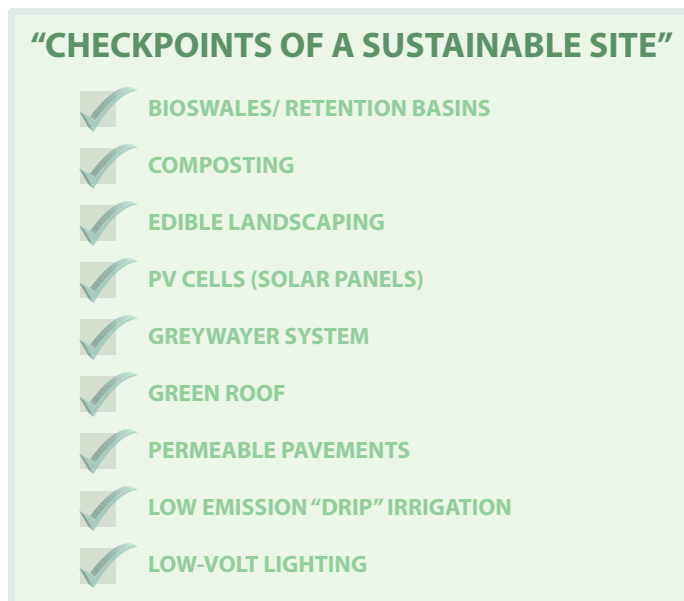 “CHECKPOINTS OF A SUSTAINABLE SITE”
BIOSWALES/ RETENTION BASINS
COMPOSTING
EDIBLE LANDSCAPING
PV CELLS (SOLAR PANELS)
GREYWAYER SYSTEM
GREEN ROOF
PERMEABLE PAVEMENTS
LOW EMISSION “DRIP” IRRIGATION
LOW-VOLT LIGHTING